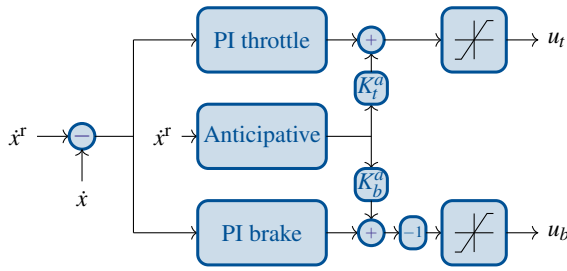 PI throttle + u_t
K_t^a
ẋ^r − ẋ^r Anticipative
ẋ
K_b^a
PI brake + −1 u_b